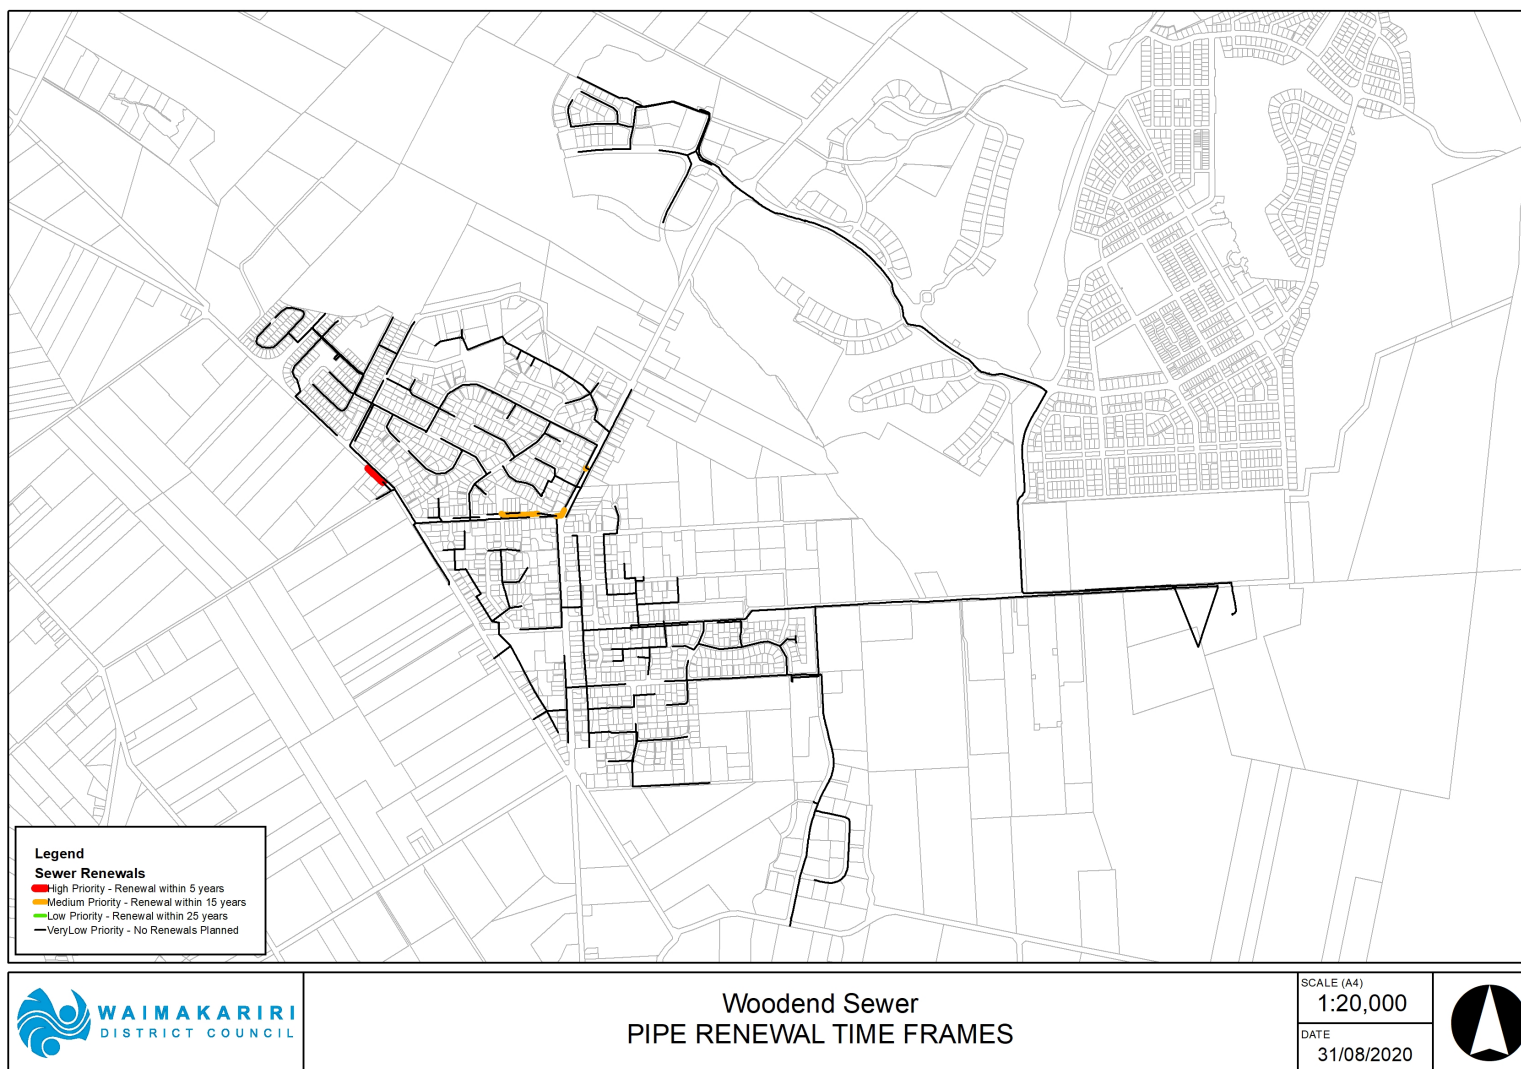 Legend
Sewer Renewals
High Priority - Renewal within 5 years
Medium Priority - Renewal within 15 years
Low Priority - Renewal within 25 years
VeryLow Priority - No Renewals Planned
WAIMAKARIRI
DISTRICT COUNCIL
Woodend Sewer
PIPE RENEWAL TIME FRAMES
SCALE (A4)
1:20,000
DATE
31/08/2020